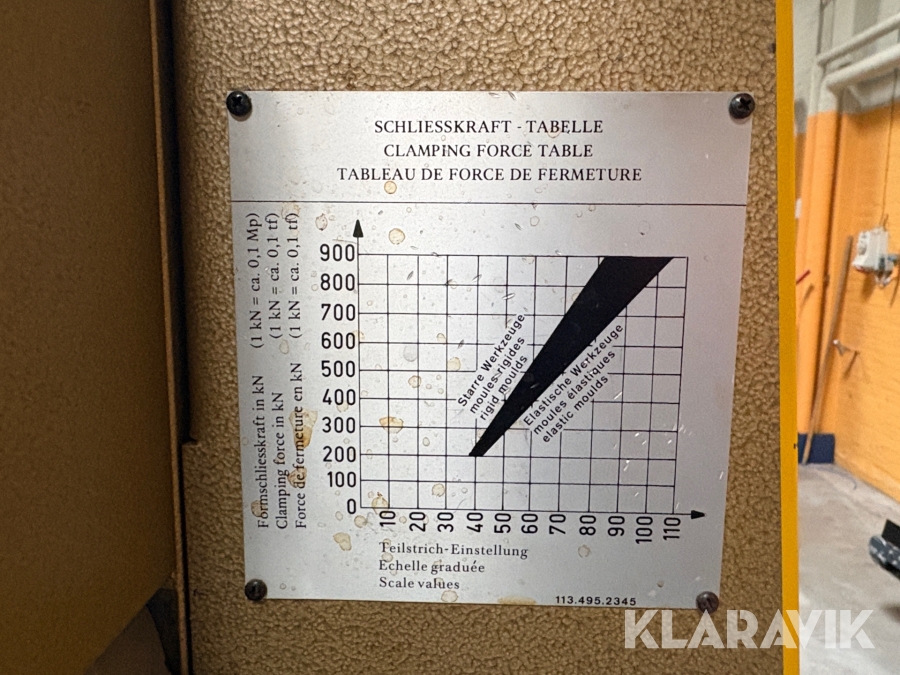 SCHLIESSKRAFT - TABELLE
CLAMPING FORCE TABLE
TABLEAU DE FORCE DE FERMETURE
Formschliesskraft in kN (1 kN = ca. 0,1 Mp)
Clamping force in kN (1 kN = ca. 0,1 tf)
Force de fermeture en kN (1 kN = ca. 0,1 tf)
900
800
700
600
500
400
300
200
100
0
Starre Werkzeuge
moules rigides
rigid moulds
Elastische Werkzeuge
moules élastiques
elastic moulds
10 20 30 40 50 60 70 80 90 100 110
Teilstrich-Einstellung
Echelle graduée
Scale values
113.495.2345
KLARAVIK